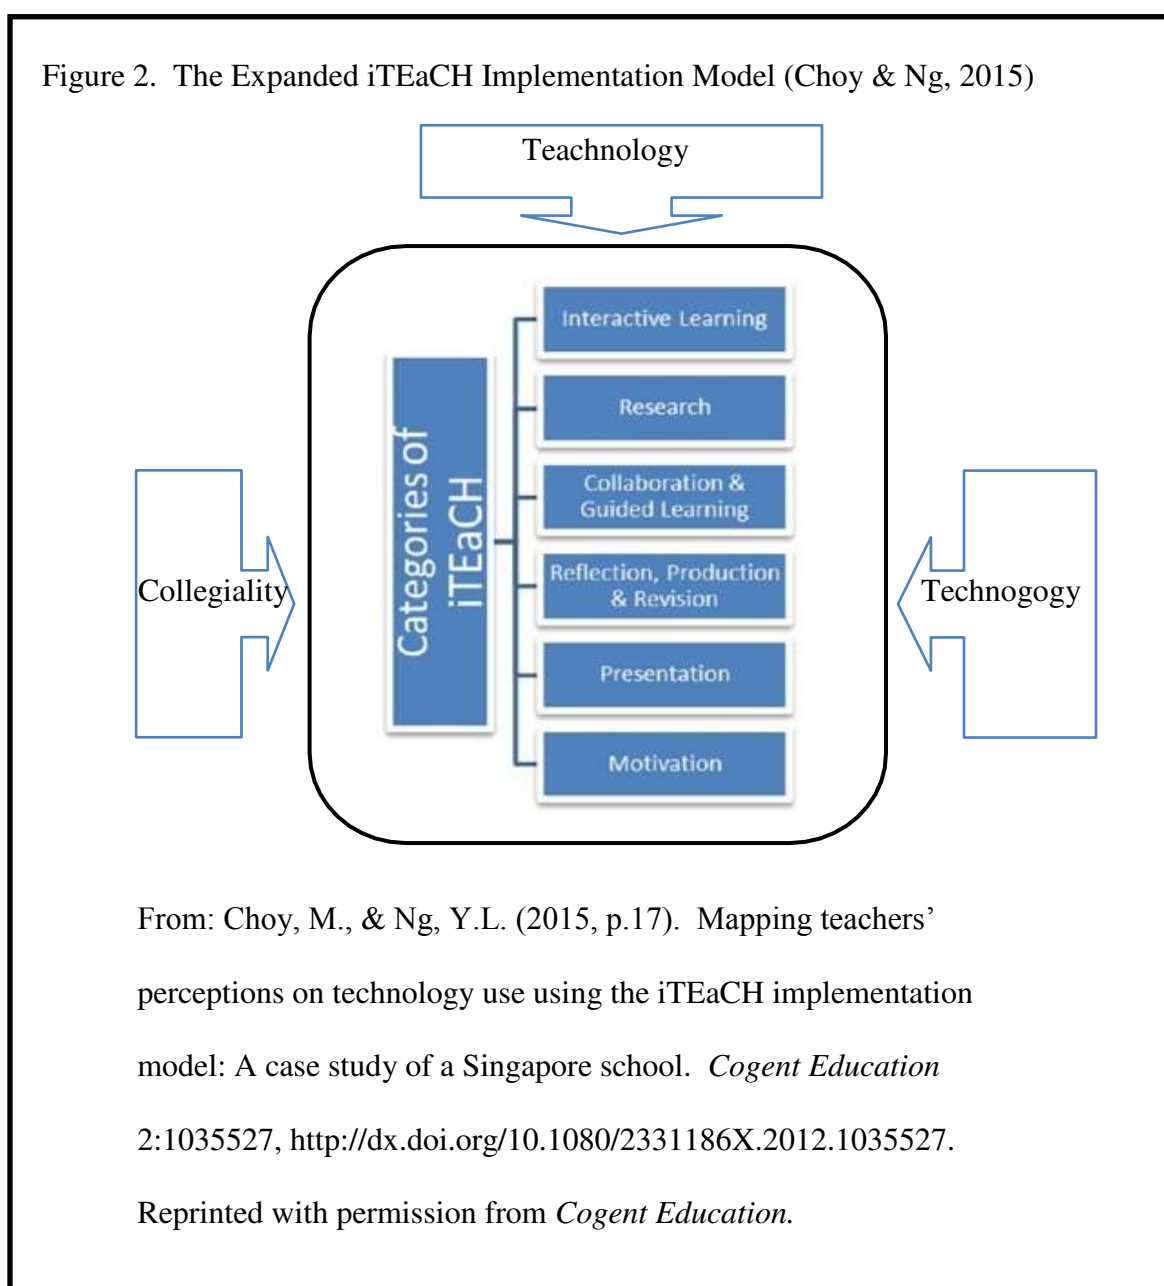 Figure 2.  The Expanded iTEaCH Implementation Model (Choy & Ng, 2015)
Teachnology
Interactive Learning
Research
Collaboration &
Guided Learning
Reflection, Production
& Revision
Presentation
Motivation
Categories of
iTEaCH
Collegiality
Technogogy
From: Choy, M., & Ng, Y.L. (2015, p.17).  Mapping teachers’
perceptions on technology use using the iTEaCH implementation
model: A case study of a Singapore school.  Cogent Education
2:1035527, http://dx.doi.org/10.1080/2331186X.2012.1035527.
Reprinted with permission from Cogent Education.